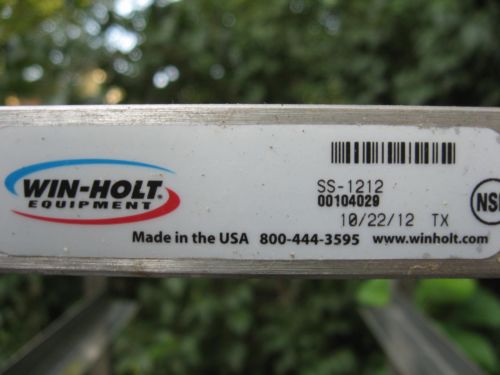 WIN-HOLT®
EQUIPMENT
SS-1212
00104029
10/22/12 TX
NS
Made in the USA 800-444-3595 www.winholt.com